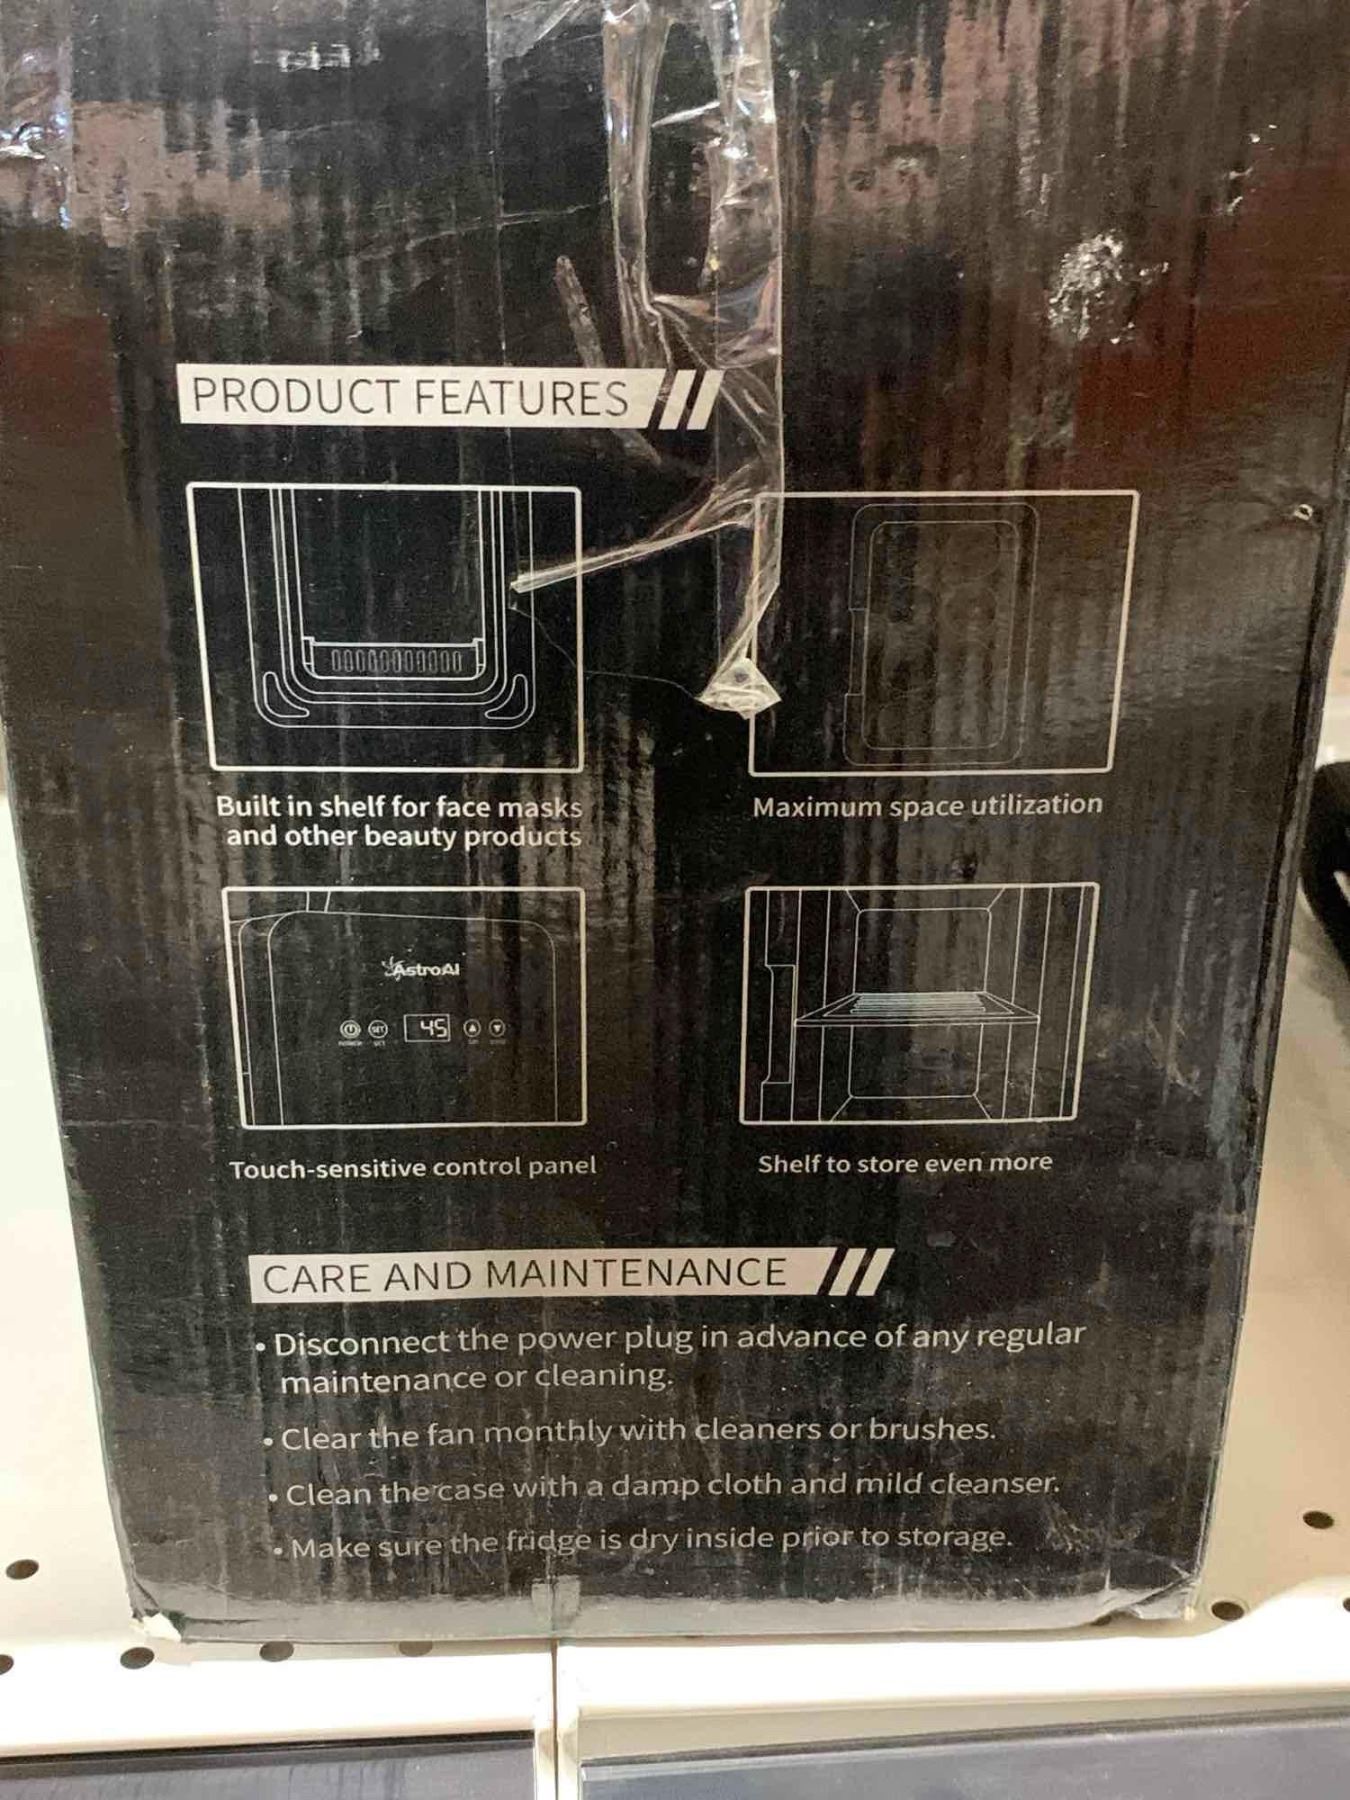 PRODUCT FEATURES
Built in shelf for face masks
and other beauty products
Maximum space utilization
AstroAI
SET
45
Touch-sensitive control panel
Shelf to store even more
CARE AND MAINTENANCE
• Disconnect the power plug in advance of any regular
maintenance or cleaning.
• Clear the fan monthly with cleaners or brushes.
• Clean the case with a damp cloth and mild cleanser.
• Make sure the fridge is dry inside prior to storage.